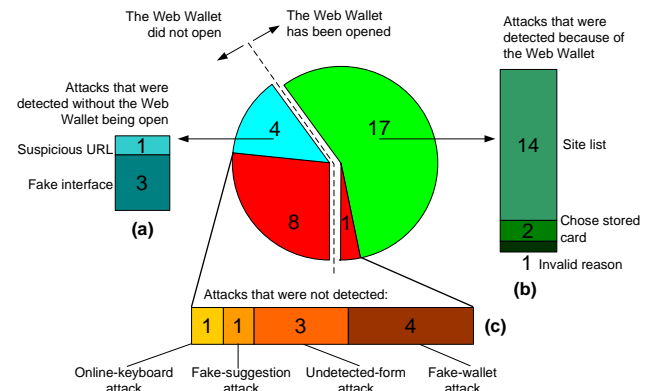 The Web Wallet
did not open
The Web Wallet
has been opened
Attacks that were
detected because of
the Web Wallet
Attacks that were
detected without the Web
Wallet being open
4
17
Suspicious URL
1
Fake interface
3
(a)
8
1
14
Site list
2
Chose stored
card
1
Invalid reason
(b)
Attacks that were not detected:
1
1
3
4
(c)
Online-keyboard
attack
Fake-suggestion
attack
Undetected-form
attack
Fake-wallet
attack